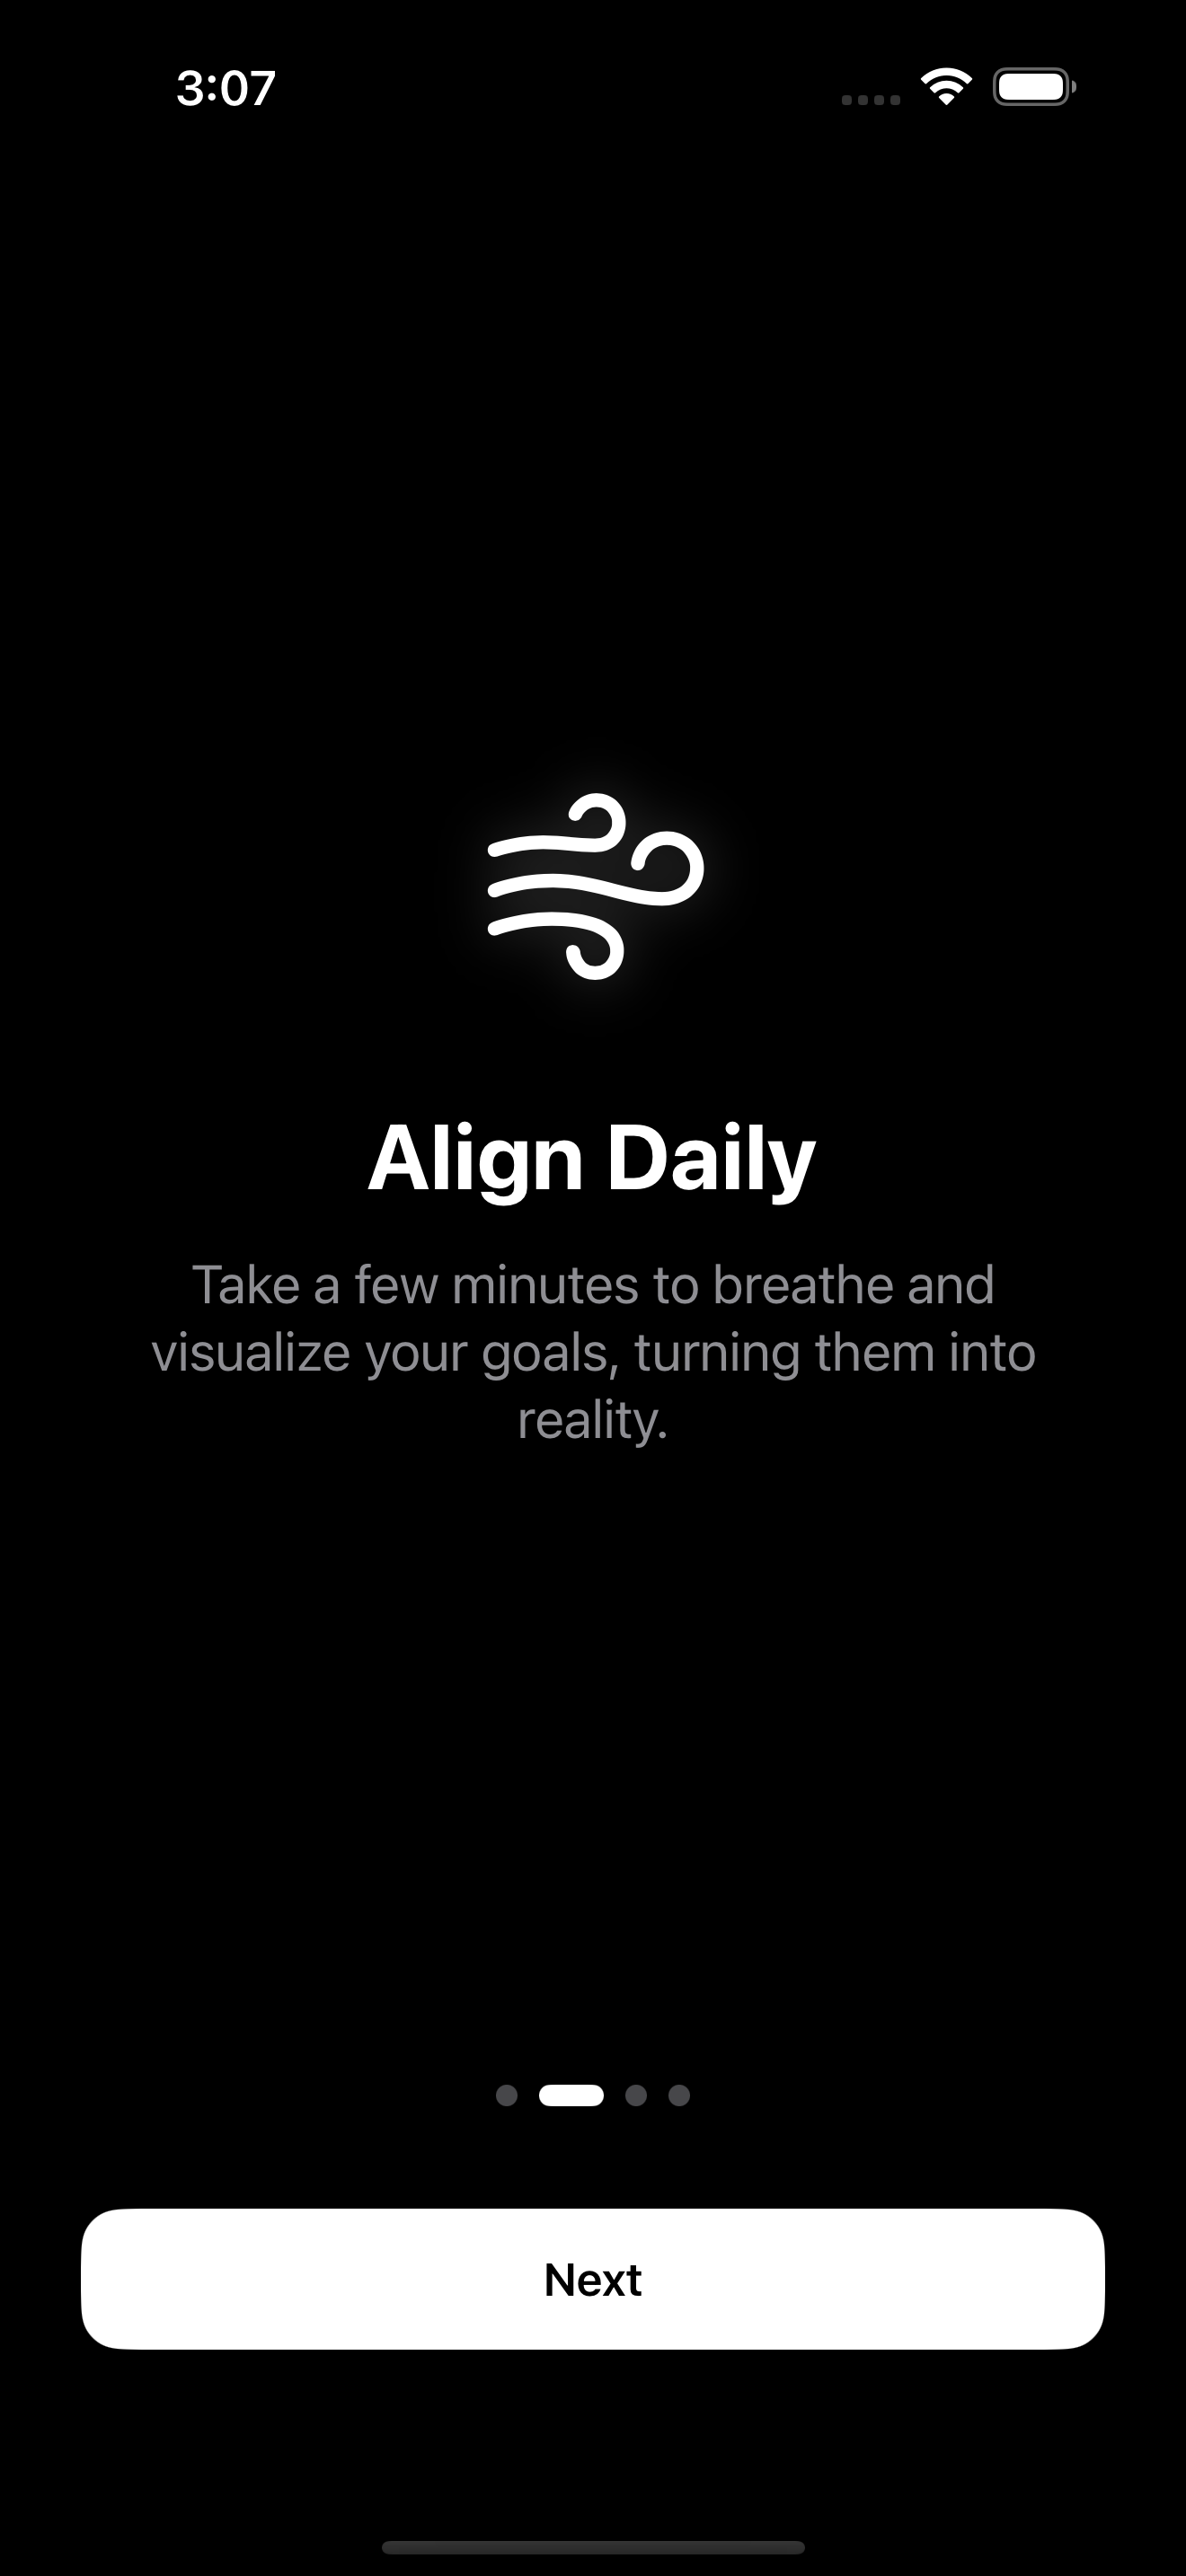 3:07
Align Daily
Take a few minutes to breathe and
visualize your goals, turning them into
reality.
Next